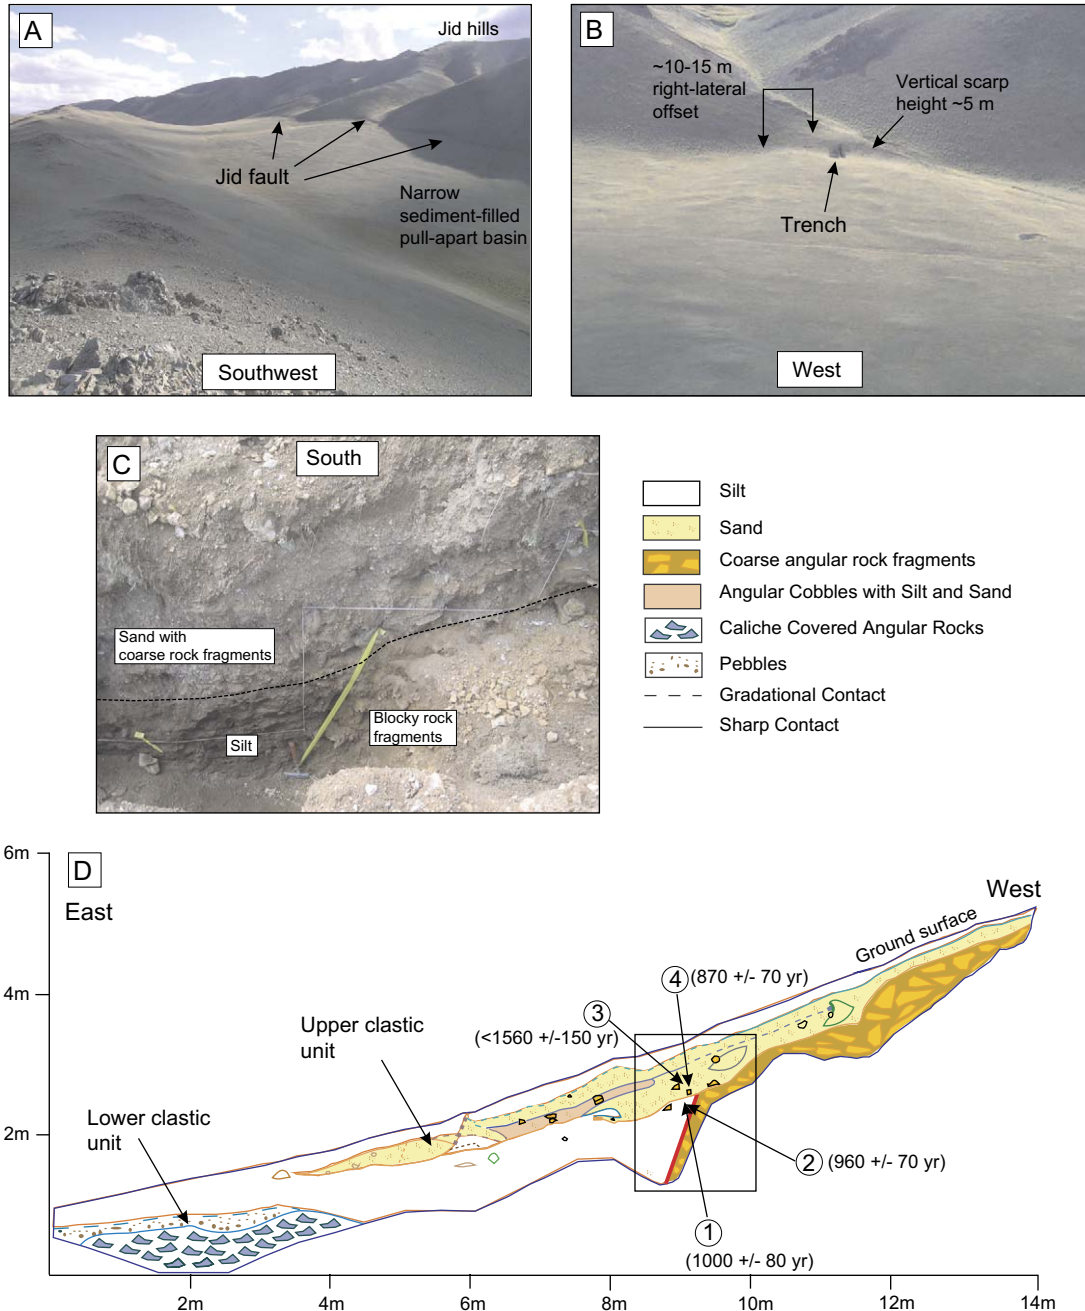 A
Jid hills
Jid fault
Narrow
sediment-filled
pull-apart basin
Southwest
B
~10-15 m
right-lateral
offset
Vertical scarp
height ~5 m
Trench
West
C
South
Sand with
coarse rock fragments
Silt
Blocky rock
fragments
Silt
Sand
Coarse angular rock fragments
Angular Cobbles with Silt and Sand
Caliche Covered Angular Rocks
Pebbles
Gradational Contact
Sharp Contact
6m
D
East
West
Ground surface
4m
4 (870 +/- 70 yr)
3
(<1560 +/-150 yr)
Upper clastic
unit
Lower clastic
unit
2m
2 (960 +/- 70 yr)
1
(1000 +/- 80 yr)
2m 4m 6m 8m 10m 12m 14m